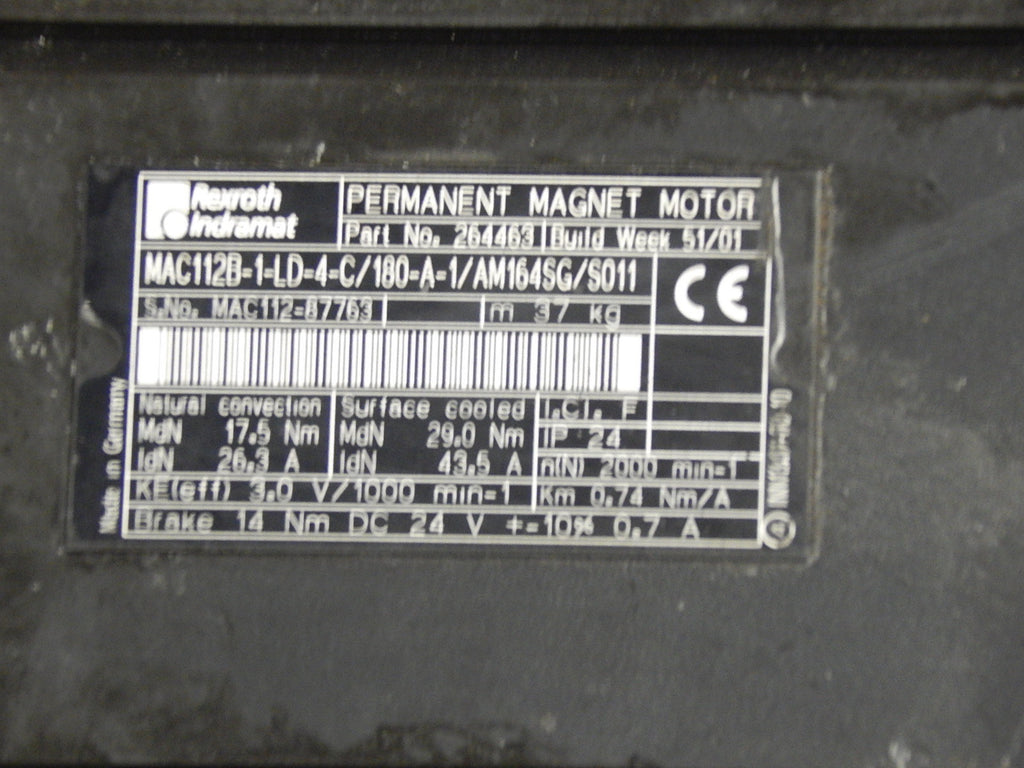 Rexroth
Indramat
PERMANENT MAGNET MOTOR
Part No. 264463 Build Week 51/01
MAC112B-1-LD-4-C/180-A-1/AM164SG/S011
S.No. MAC112-87763 m 37 kg
CE
Natural convection Surface cooled I.Cl. F
MdN 17.5 Nm MdN 29.0 Nm IP 24
IdN 26.3 A IdN 43.5 A n(N) 2000 min-1
KE(eff) 3.0 V/1000 min-1 Km 0.74 Nm/A
Brake 14 Nm DC 24 V +-10% 0.7 A
Made in Germany
A